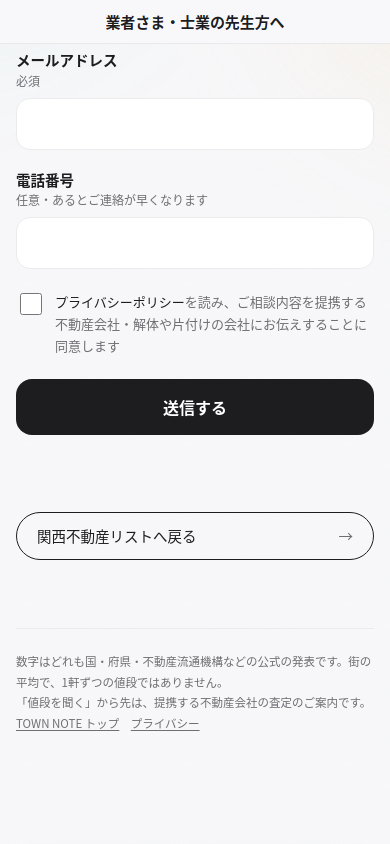 業者さま・士業の先生方へ
メールアドレス
必須
電話番号
任意・あるとご連絡が早くなります
プライバシーポリシーを読み、ご相談内容を提携する
不動産会社・解体や片付けの会社にお伝えすることに
同意します
送信する
関西不動産リストへ戻る →
数字はどれも国・府県・不動産流通機構などの公式の発表です。街の
平均で、1軒ずつの値段ではありません。
「値段を聞く」から先は、提携する不動産会社の査定のご案内です。
TOWN NOTE トップ プライバシー